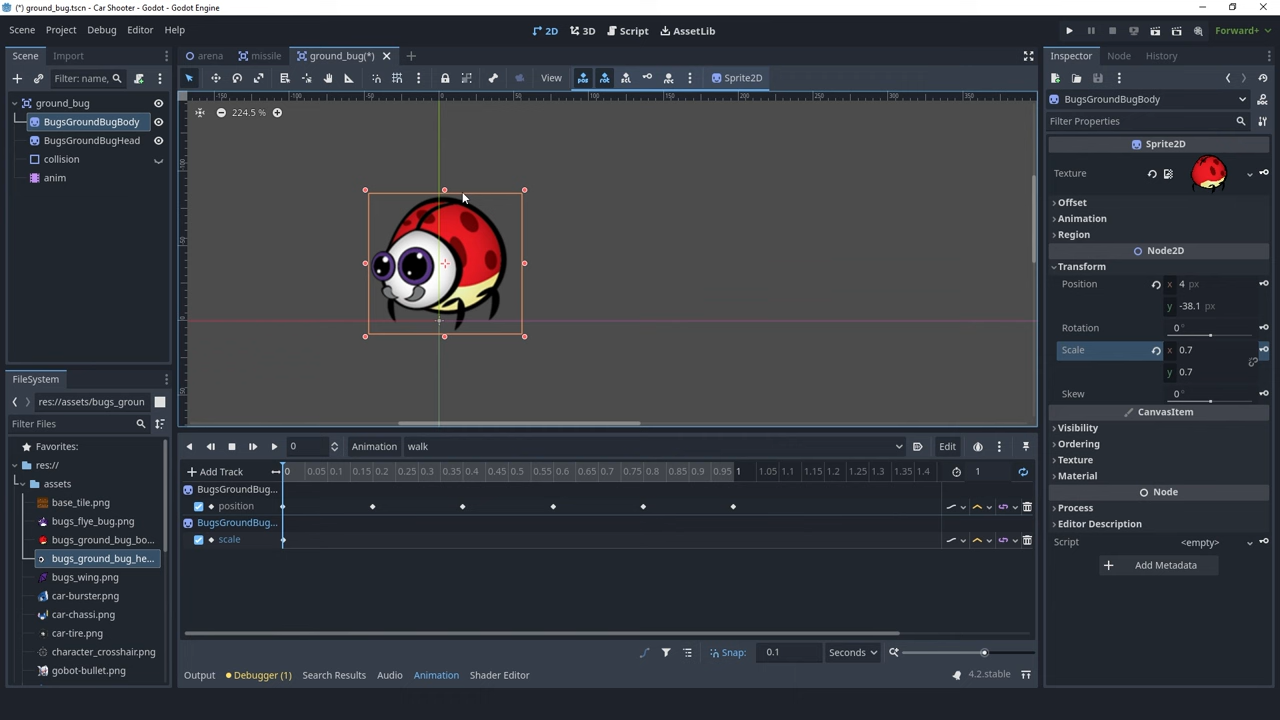 (*) ground_bug.tscn - Car Shooter - Godot - Godot Engine
Scene Project Debug Editor Help
2D 3D Script AssetLib
Forward+
Scene Import
Filter: name,
arena missile ground_bug(*)
View Sprite2D
Inspector Node History
ground_bug
BugsGroundBugBody
BugsGroundBugHead
collision
anim
224.5 %
BugsGroundBugBody
Filter Properties
Sprite2D
Texture
Offset
Animation
Region
Node2D
Transform
Position x 4 px
y -38.1 px
Rotation 0 °
Scale x 0.7
y 0.7
Skew 0 °
CanvasItem
Visibility
Ordering
Texture
Material
Node
Process
Editor Description
Script <empty>
Add Metadata
FileSystem
res://assets/bugs_groun
Filter Files
Favorites:
res://
assets
base_tile.png
bugs_flye_bug.png
bugs_ground_bug_bo...
bugs_ground_bug_he...
bugs_wing.png
car-burster.png
car-chassi.png
car-tire.png
character_crosshair.png
gobot-bullet.png
0 Animation walk Edit
Add Track 0 0.05 0.1 0.15 0.2 0.25 0.3 0.35 0.4 0.45 0.5 0.55 0.6 0.65 0.7 0.75 0.8 0.85 0.9 0.95 1 1.05 1.1 1.15 1.2 1.25 1.3 1.35 1.4 1
BugsGroundBug...
position
BugsGroundBug...
scale
Snap: 0.1 Seconds
Output Debugger (1) Search Results Audio Animation Shader Editor 4.2.stable